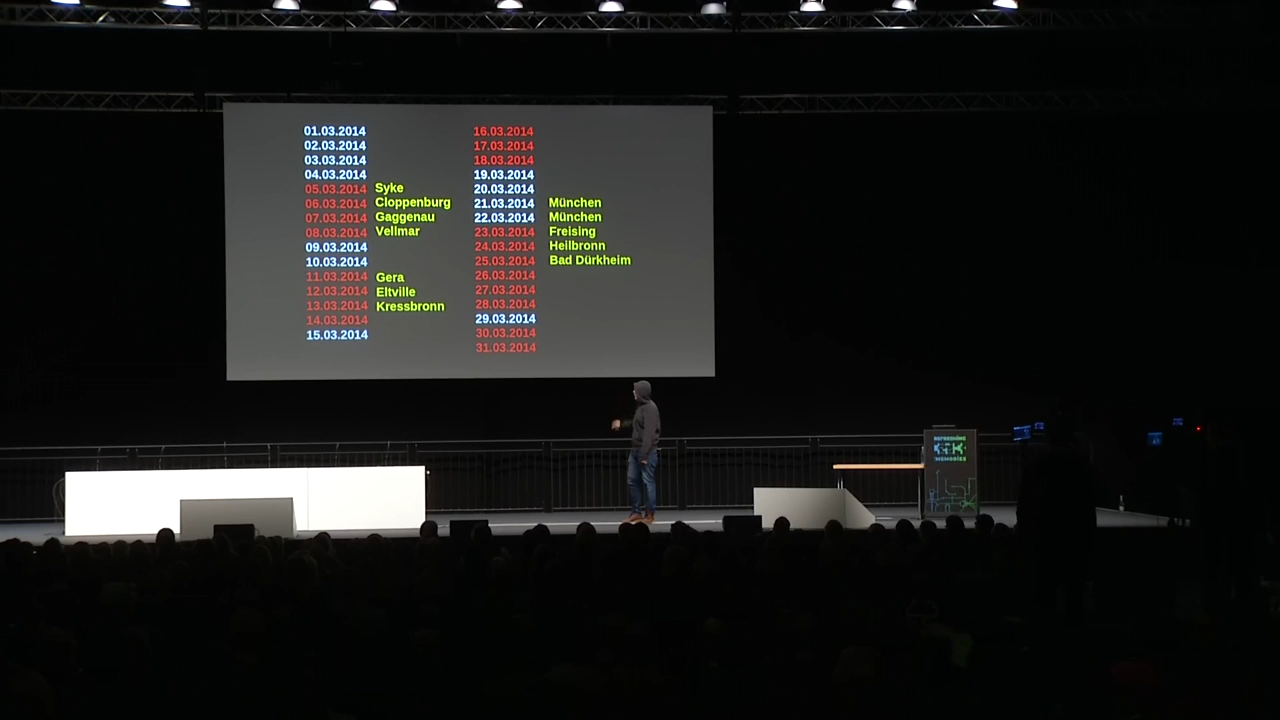 01.03.2014
02.03.2014
03.03.2014
04.03.2014
05.03.2014 Syke
06.03.2014 Cloppenburg
07.03.2014 Gaggenau
08.03.2014 Vellmar
09.03.2014
10.03.2014
11.03.2014 Gera
12.03.2014 Eltville
13.03.2014 Kressbronn
14.03.2014
15.03.2014
16.03.2014
17.03.2014
18.03.2014
19.03.2014
20.03.2014
21.03.2014 München
22.03.2014 München
23.03.2014 Freising
24.03.2014 Heilbronn
25.03.2014 Bad Dürkheim
26.03.2014
27.03.2014
28.03.2014
29.03.2014
30.03.2014
31.03.2014
REFRESHING
MEMORIES